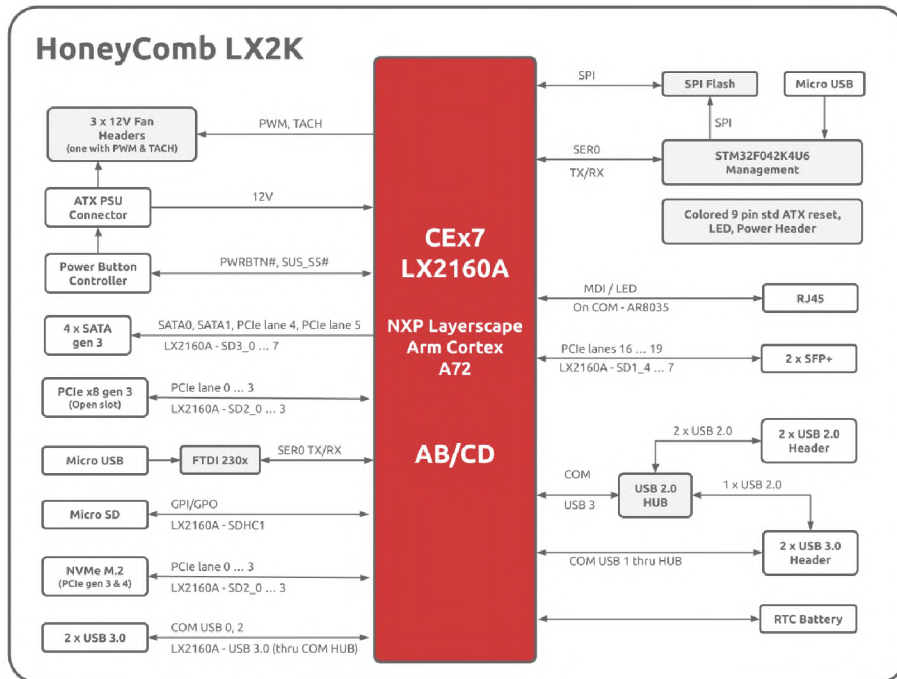 HoneyComb LX2K
3 x 12V Fan
Headers
(one with PWM & TACH)
PWM, TACH
ATX PSU
Connector
12V
Power Button
Controller
PWRBTN#, SUS_S5#
4 x SATA
gen 3
SATA0, SATA1, PCIe lane 4, PCIe lane 5
LX2160A - SD3_0 ... 7
PCIe x8 gen 3
(Open slot)
PCIe lane 0 ... 3
LX2160A - SD2_0 ... 3
Micro USB
FTDI 230x
SER0 TX/RX
Micro SD
GPI/GPO
LX2160A - SDHC1
NVMe M.2
(PCIe gen 3 & 4)
PCIe lane 0 ... 3
LX2160A - SD2_0 ... 3
2 x USB 3.0
COM USB 0, 2
LX2160A - USB 3.0 (thru COM HUB)
CEx7
LX2160A
NXP Layerscape
Arm Cortex
A72
AB/CD
SPI
SPI Flash
Micro USB
SPI
SER0
TX/RX
STM32F042K4U6
Management
Colored 9 pin std ATX reset,
LED, Power Header
MDI / LED
On COM - AR8035
RJ45
PCIe lanes 16 ... 19
LX2160A - SD1_4 ... 7
2 x SFP+
2 x USB 2.0
2 x USB 2.0
Header
COM
USB 3
USB 2.0
HUB
1 x USB 2.0
COM USB 1 thru HUB
2 x USB 3.0
Header
RTC Battery